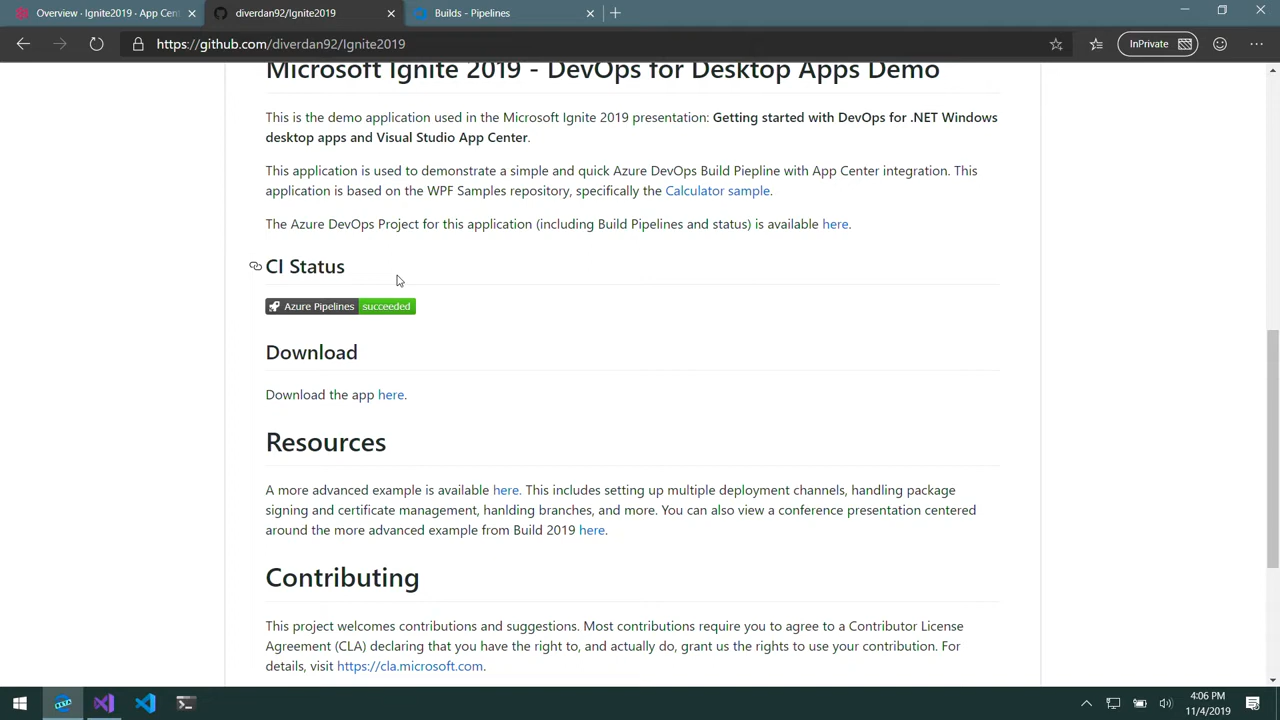 Overview · Ignite2019 · App Cent
diverdan92/Ignite2019
Builds - Pipelines
https://github.com/diverdan92/Ignite2019
InPrivate
Microsoft Ignite 2019 - DevOps for Desktop Apps Demo
This is the demo application used in the Microsoft Ignite 2019 presentation: Getting started with DevOps for .NET Windows
desktop apps and Visual Studio App Center.
This application is used to demonstrate a simple and quick Azure DevOps Build Piepline with App Center integration. This
application is based on the WPF Samples repository, specifically the Calculator sample.
The Azure DevOps Project for this application (including Build Pipelines and status) is available here.
CI Status
Azure Pipelines succeeded
Download
Download the app here.
Resources
A more advanced example is available here. This includes setting up multiple deployment channels, handling package
signing and certificate management, hanlding branches, and more. You can also view a conference presentation centered
around the more advanced example from Build 2019 here.
Contributing
This project welcomes contributions and suggestions. Most contributions require you to agree to a Contributor License
Agreement (CLA) declaring that you have the right to, and actually do, grant us the rights to use your contribution. For
details, visit https://cla.microsoft.com.
4:06 PM
11/4/2019